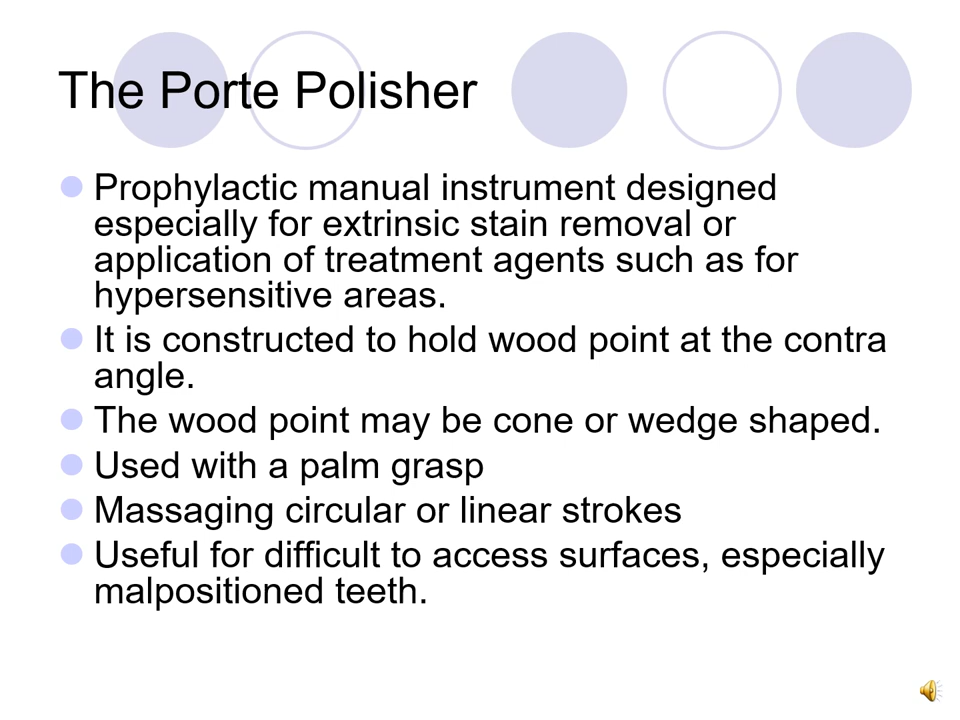 The Porte Polisher
Prophylactic manual instrument designed
especially for extrinsic stain removal or
application of treatment agents such as for
hypersensitive areas.
It is constructed to hold wood point at the contra
angle.
The wood point may be cone or wedge shaped.
Used with a palm grasp
Massaging circular or linear strokes
Useful for difficult to access surfaces, especially
malpositioned teeth.